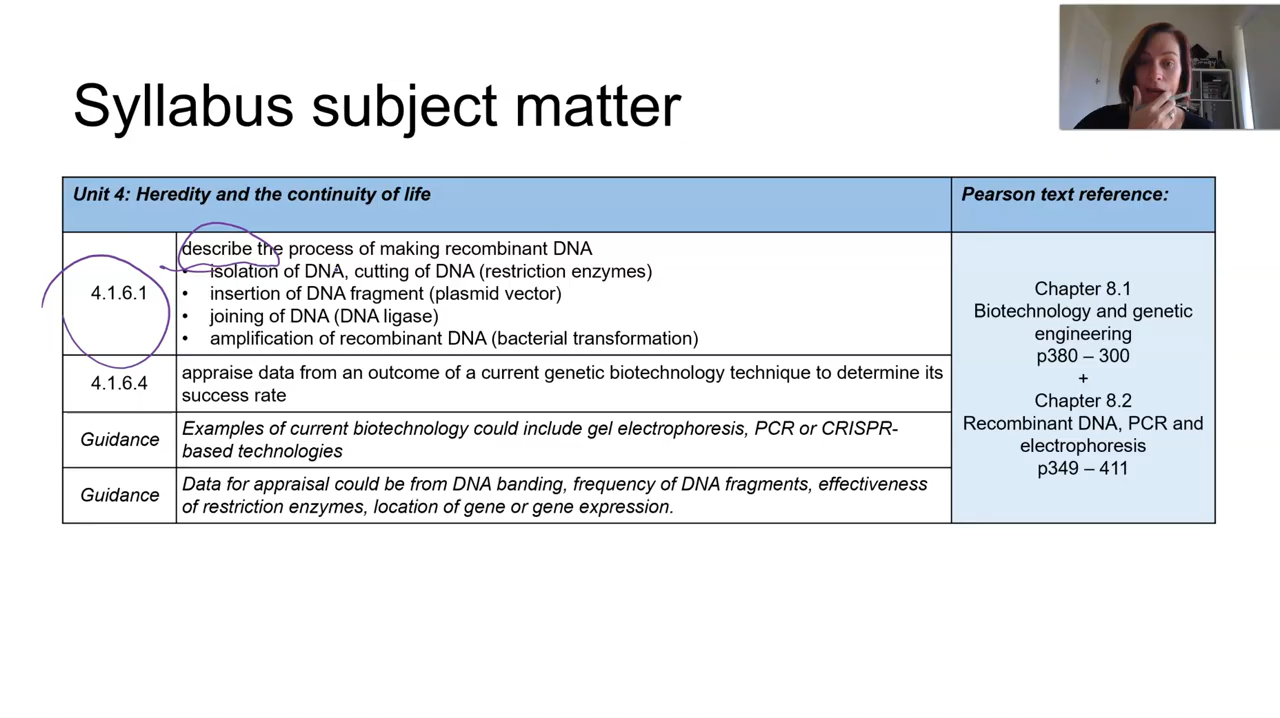 Syllabus subject matter
Unit 4: Heredity and the continuity of life
Pearson text reference:
4.1.6.1
describe the process of making recombinant DNA
• isolation of DNA, cutting of DNA (restriction enzymes)
• insertion of DNA fragment (plasmid vector)
• joining of DNA (DNA ligase)
• amplification of recombinant DNA (bacterial transformation)
4.1.6.4
appraise data from an outcome of a current genetic biotechnology technique to determine its
success rate
Guidance
Examples of current biotechnology could include gel electrophoresis, PCR or CRISPR-
based technologies
Guidance
Data for appraisal could be from DNA banding, frequency of DNA fragments, effectiveness
of restriction enzymes, location of gene or gene expression.
Chapter 8.1
Biotechnology and genetic
engineering
p380 – 300
+
Chapter 8.2
Recombinant DNA, PCR and
electrophoresis
p349 – 411